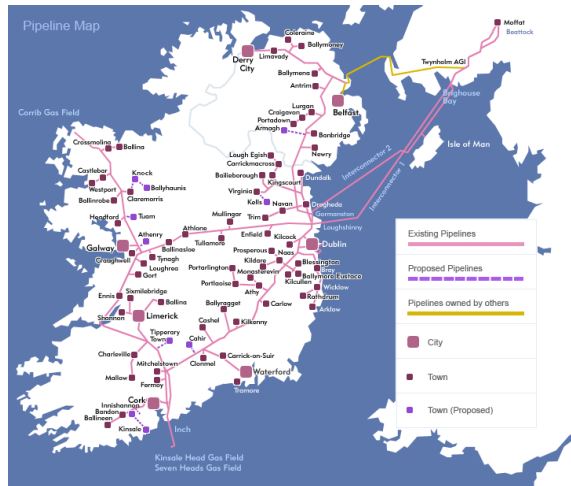 Pipeline Map
Moffat
Beattock
Coleraine
Ballymoney
Limavady
Derry
City
Twynholm AGI
Ballymena
Antrim
Brighouse
Bay
Belfast
Lurgan
Craigavon
Portadown
Armagh
Banbridge
Corrib Gas Field
Isle of Man
Newry
Crossmolina
Ballina
Lough Egish
Carrickmacross
Interconnector 2
Interconnector 1
Castlebar
Knock
Bailieborough
Kingscourt
Dundalk
Westport
Ballyhaunis
Claremorris
Virginia
Ballinrobe
Kells
Navan
Drogheda
Headford
Tuam
Mullingar
Trim
Gormanston
Loughshinny
Athenry
Athlone
Enfield
Kilcock
Existing Pipelines
Galway
Ballinasloe
Tullamore
Dublin
Craughwell
Tynagh
Loughrea
Prosperous
Naas
Kildare
Blessington
Proposed Pipelines
Gort
Portarlington
Monasterevin
Bray
Ballymore Eustace
Kilcullen
Wicklow
Portlaoise
Athy
Rathdrum
Pipelines owned by others
Ennis
Sixmilebridge
Ballina
Ballyragget
Carlow
Arklow
Shannon
Limerick
Cashel
Kilkenny
City
Tipperary
Town
Cahir
Charleville
Mitchelstown
Clonmel
Carrick-on-Suir
Waterford
Town
Mallow
Fermoy
Tramore
Cork
Innishannon
Bandon
Ballineen
Kinsale
Inch
Town (Proposed)
Kinsale Head Gas Field
Seven Heads Gas Field